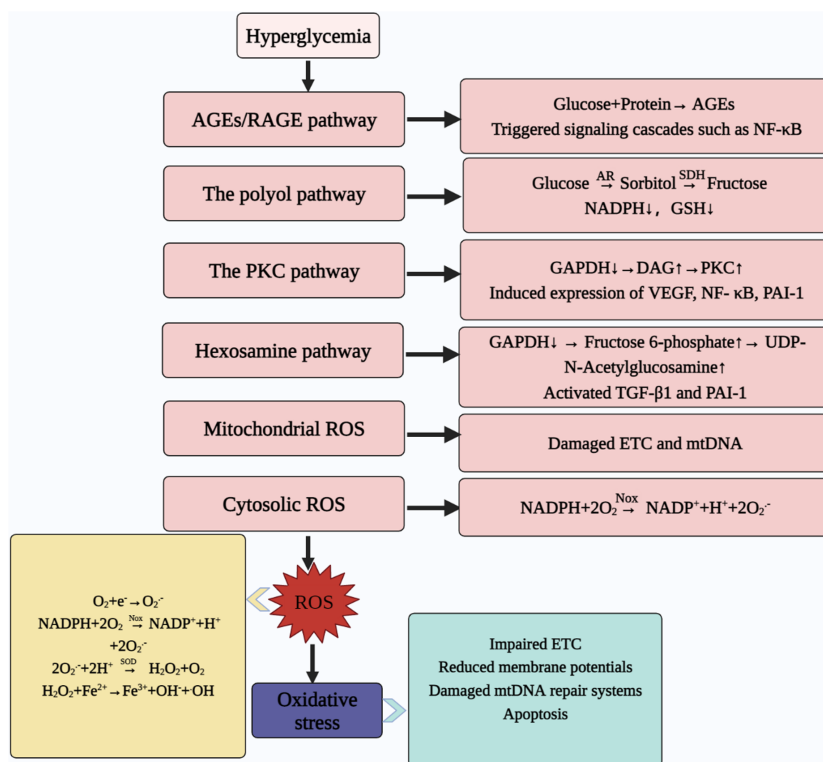 Hyperglycemia
AGEs/RAGE pathway
Glucose+Protein→ AGEs
Triggered signaling cascades such as NF-κB
The polyol pathway
Glucose AR→ Sorbitol SDH→ Fructose
NADPH↓, GSH↓
The PKC pathway
GAPDH↓→DAG↑→PKC↑
Induced expression of VEGF, NF- κB, PAI-1
Hexosamine pathway
GAPDH↓ → Fructose 6-phosphate↑→ UDP-
N-Acetylglucosamine↑
Activated TGF-β1 and PAI-1
Mitochondrial ROS
Damaged ETC and mtDNA
Cytosolic ROS
NADPH+2O₂ Nox→ NADP⁺+H⁺+2O₂·⁻
ROS
O₂+e⁻→O₂·⁻
NADPH+2O₂ Nox→ NADP⁺+H⁺
+2O₂·⁻
2O₂·⁻+2H⁺ SOD→ H₂O₂+O₂
H₂O₂+Fe²⁺→Fe³⁺+OH⁻+·OH
Oxidative
stress
Impaired ETC
Reduced membrane potentials
Damaged mtDNA repair systems
Apoptosis